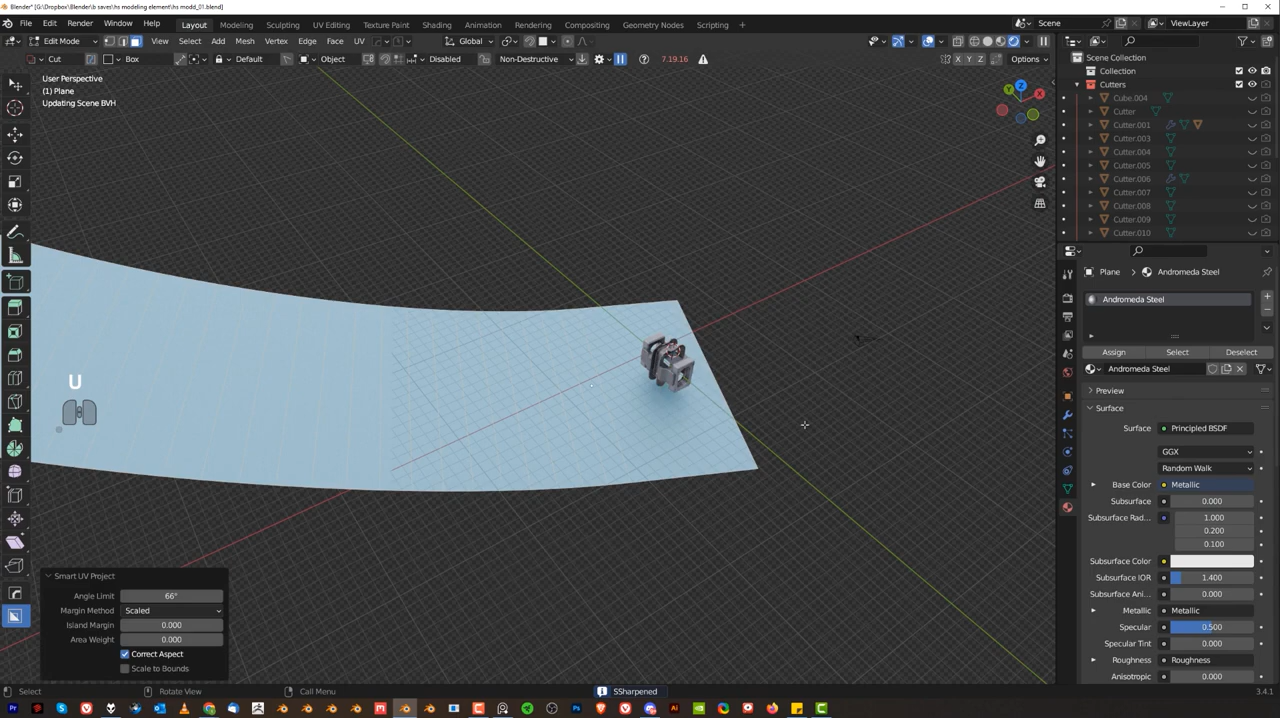 Blender* [G:\Dropbox\Blender\b saves\hs modeling element\hs modd_01.blend]
File Edit Render Window Help Layout Modeling Sculpting UV Editing Texture Paint Shading Animation Rendering Compositing Geometry Nodes Scripting + Scene ViewLayer
Edit Mode View Select Add Mesh Vertex Edge Face UV Global
Cut Box Default Object Disabled Non-Destructive 7.19.16 X Y Z Options
User Perspective
(1) Plane
Updating Scene BVH
Scene Collection
Collection
Cutters
Cube.004
Cutter
Cutter.001
Cutter.003
Cutter.004
Cutter.005
Cutter.006
Cutter.007
Cutter.008
Cutter.009
Cutter.010
Plane Andromeda Steel
Andromeda Steel
Assign Select Deselect
Andromeda Steel
Preview
Surface
Surface Principled BSDF
GGX
Random Walk
Base Color Metallic
Subsurface 0.000
Subsurface Rad... 1.000
0.200
0.100
Subsurface Color
Subsurface IOR 1.400
Subsurface Ani... 0.000
Metallic Metallic
Specular 0.500
Specular Tint 0.000
Roughness Roughness
Anisotropic 0.000
U
Smart UV Project
Angle Limit 66°
Margin Method Scaled
Island Margin 0.000
Area Weight 0.000
Correct Aspect
Scale to Bounds
Select Rotate View Call Menu SSharpened 3.4.1